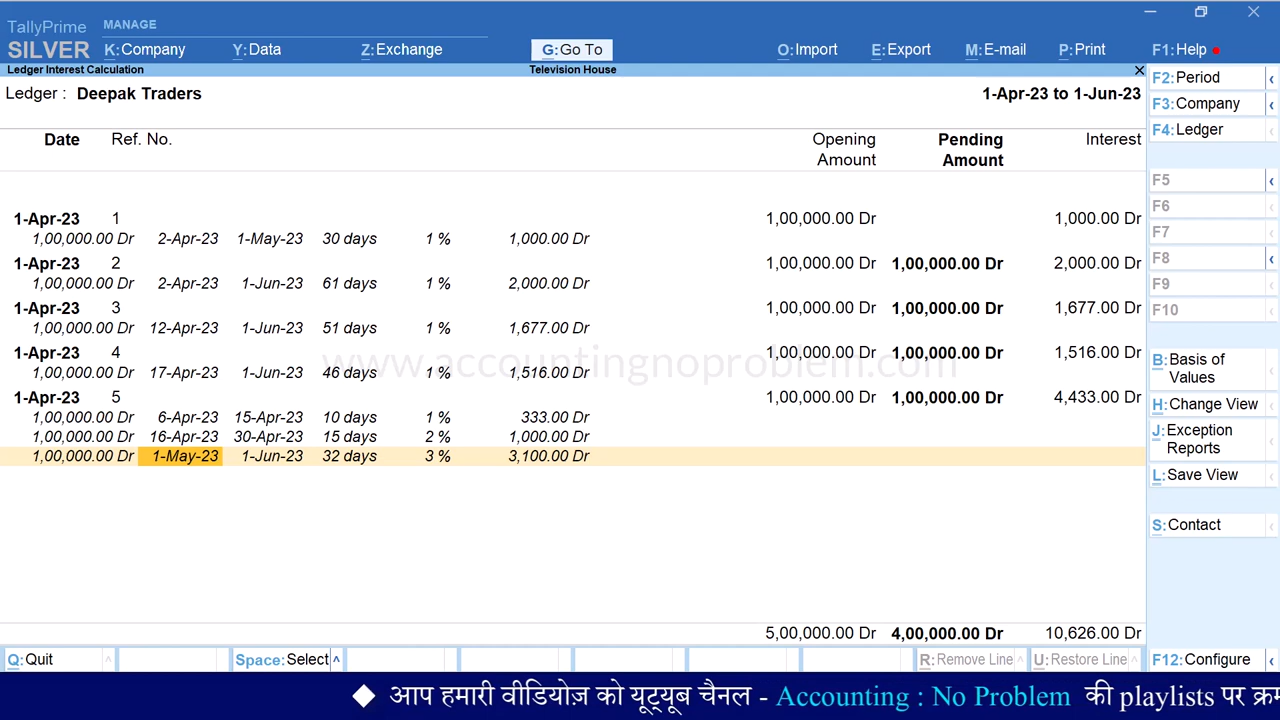 TallyPrime MANAGE
SILVER K:Company Y:Data Z:Exchange G:Go To O:Import E:Export M:E-mail P:Print F1:Help
Ledger Interest Calculation Television House
Ledger : Deepak Traders 1-Apr-23 to 1-Jun-23
Date Ref. No. Opening Amount Pending Amount Interest
1-Apr-23 1 1,00,000.00 Dr 1,000.00 Dr
1,00,000.00 Dr 2-Apr-23 1-May-23 30 days 1 % 1,000.00 Dr
1-Apr-23 2 1,00,000.00 Dr 1,00,000.00 Dr 2,000.00 Dr
1,00,000.00 Dr 2-Apr-23 1-Jun-23 61 days 1 % 2,000.00 Dr
1-Apr-23 3 1,00,000.00 Dr 1,00,000.00 Dr 1,677.00 Dr
1,00,000.00 Dr 12-Apr-23 1-Jun-23 51 days 1 % 1,677.00 Dr
1-Apr-23 4 1,00,000.00 Dr 1,00,000.00 Dr 1,516.00 Dr
www.accountingnoproblem.com
1,00,000.00 Dr 17-Apr-23 1-Jun-23 46 days 1 % 1,516.00 Dr
1-Apr-23 5 1,00,000.00 Dr 1,00,000.00 Dr 4,433.00 Dr
1,00,000.00 Dr 6-Apr-23 15-Apr-23 10 days 1 % 333.00 Dr
1,00,000.00 Dr 16-Apr-23 30-Apr-23 15 days 2 % 1,000.00 Dr
1,00,000.00 Dr 1-May-23 1-Jun-23 32 days 3 % 3,100.00 Dr
5,00,000.00 Dr 4,00,000.00 Dr 10,626.00 Dr
F2:Period
F3:Company
F4:Ledger
F5
F6
F7
F8
F9
F10
B:Basis of
Values
H:Change View
J:Exception
Reports
L:Save View
S:Contact
Q:Quit Space:Select R:Remove Line U:Restore Line F12:Configure
◆ आप हमारी वीडियोज़ को यूट्यूब चैनल - Accounting : No Problem की playlists पर क्रम